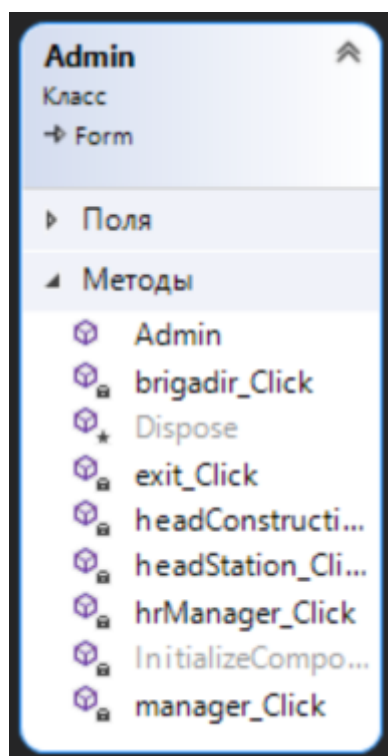 Admin
Класс
Form
Поля
Методы
Admin
brigadir_Click
Dispose
exit_Click
headConstructi...
headStation_Cli...
hrManager_Click
InitializeCompo...
manager_Click